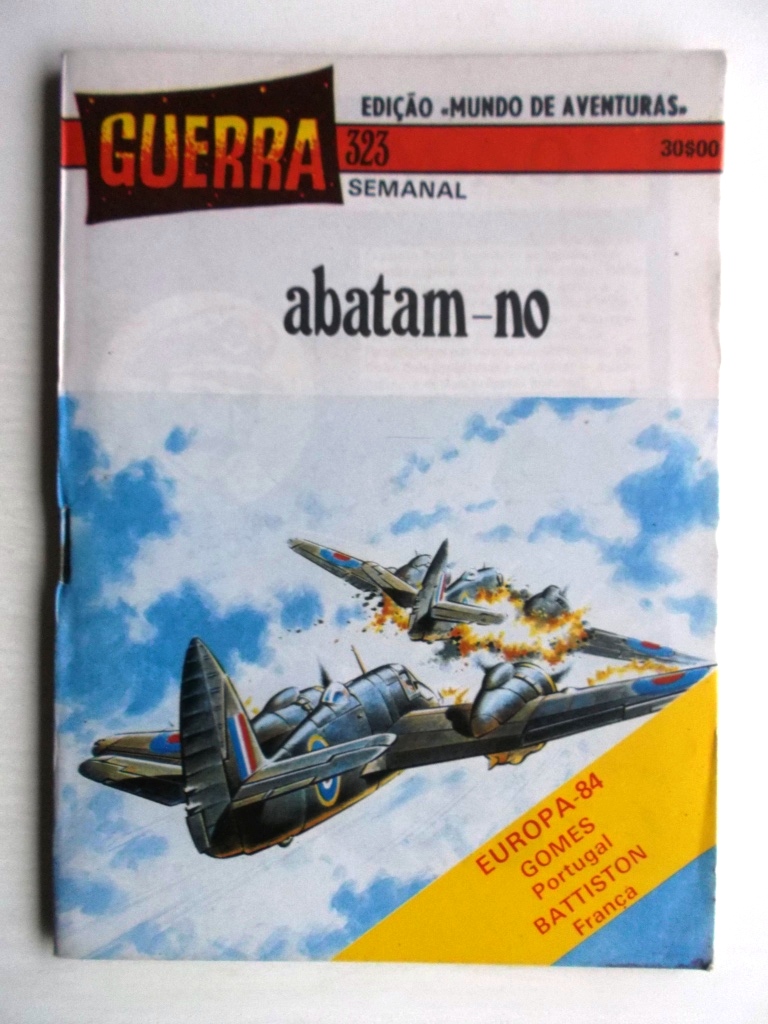 GUERRA
EDIÇÃO «MUNDO DE AVENTURAS»
323
30$00
SEMANAL
abatam-no
EUROPA-84
GOMES
Portugal
BATTISTON
França